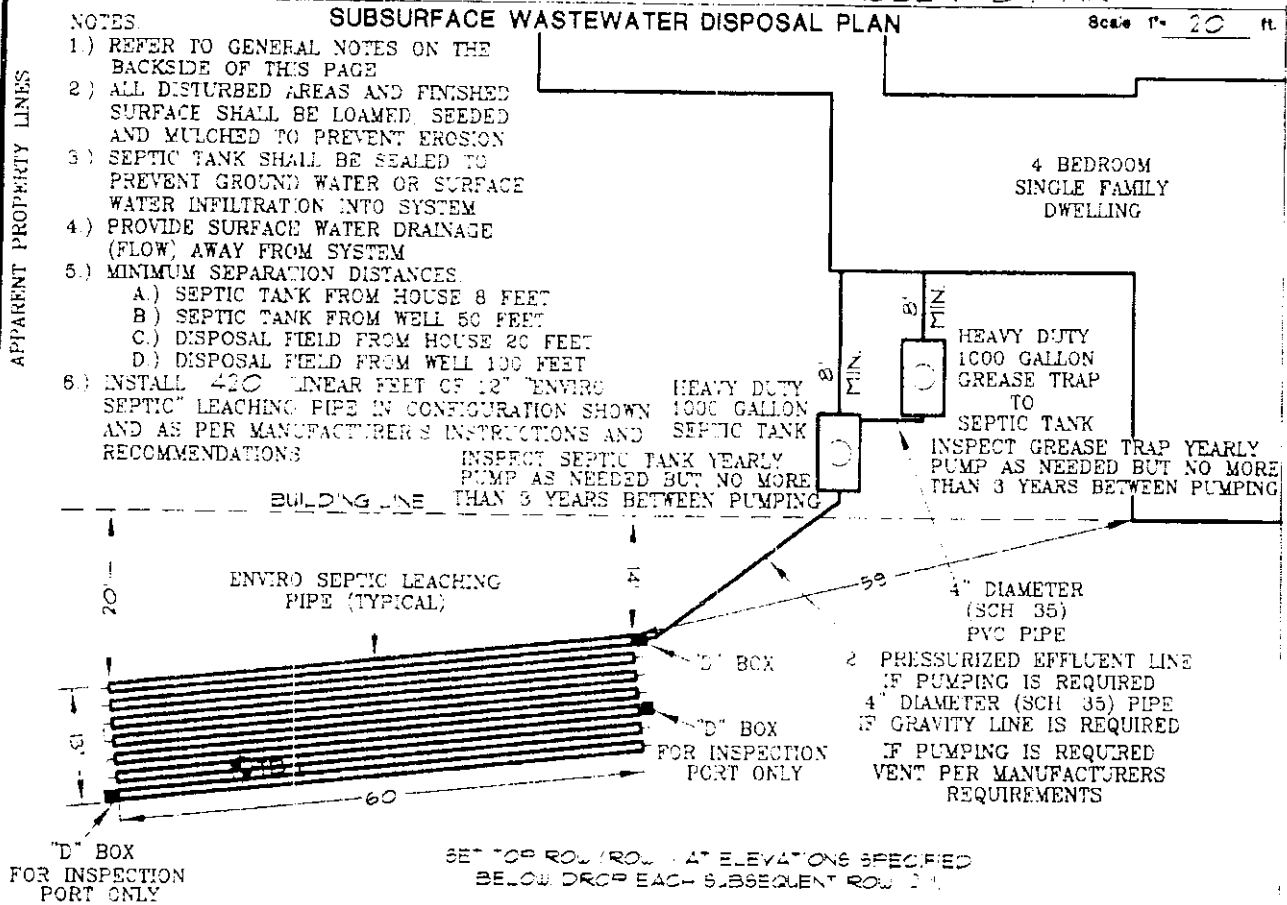 SUBSURFACE WASTEWATER DISPOSAL PLAN
Scale 1"= 20 ft.
APPARENT PROPERTY LINES
NOTES:
1.) REFER TO GENERAL NOTES ON THE
BACKSIDE OF THIS PAGE
2.) ALL DISTURBED AREAS AND FINISHED
SURFACE SHALL BE LOAMED, SEEDED
AND MULCHED TO PREVENT EROSION
3.) SEPTIC TANK SHALL BE SEALED TO
PREVENT GROUND WATER OR SURFACE
WATER INFILTRATION INTO SYSTEM
4.) PROVIDE SURFACE WATER DRAINAGE
(FLOW) AWAY FROM SYSTEM
5.) MINIMUM SEPARATION DISTANCES.
A.) SEPTIC TANK FROM HOUSE 8 FEET
B.) SEPTIC TANK FROM WELL 50 FEET
C.) DISPOSAL FIELD FROM HOUSE 20 FEET
D.) DISPOSAL FIELD FROM WELL 100 FEET
6.) INSTALL 420 LINEAR FEET OF 12" "ENVIRO
SEPTIC" LEACHING PIPE IN CONFIGURATION SHOWN
AND AS PER MANUFACTURER'S INSTRUCTIONS AND
RECOMMENDATIONS
4 BEDROOM
SINGLE FAMILY
DWELLING
8' MIN.
HEAVY DUTY
1000 GALLON
GREASE TRAP
TO
SEPTIC TANK
INSPECT GREASE TRAP YEARLY
PUMP AS NEEDED BUT NO MORE
THAN 3 YEARS BETWEEN PUMPING
8' MIN.
HEAVY DUTY
1000 GALLON
SEPTIC TANK
INSPECT SEPTIC TANK YEARLY
PUMP AS NEEDED BUT NO MORE
THAN 3 YEARS BETWEEN PUMPING
BUILDING LINE
20'
ENVIRO SEPTIC LEACHING
PIPE (TYPICAL)
14
59
4" DIAMETER
(SCH 35)
PVC PIPE
"D" BOX
2 PRESSURIZED EFFLUENT LINE
IF PUMPING IS REQUIRED
4" DIAMETER (SCH 35) PIPE
IF GRAVITY LINE IS REQUIRED
IF PUMPING IS REQUIRED
VENT PER MANUFACTURERS
REQUIREMENTS
"D" BOX
FOR INSPECTION
PORT ONLY
13
60
"D" BOX
FOR INSPECTION
PORT ONLY
SET TOP ROW (ROW AT ELEVATIONS SPECIFIED
BELOW DROP EACH SUBSEQUENT ROW